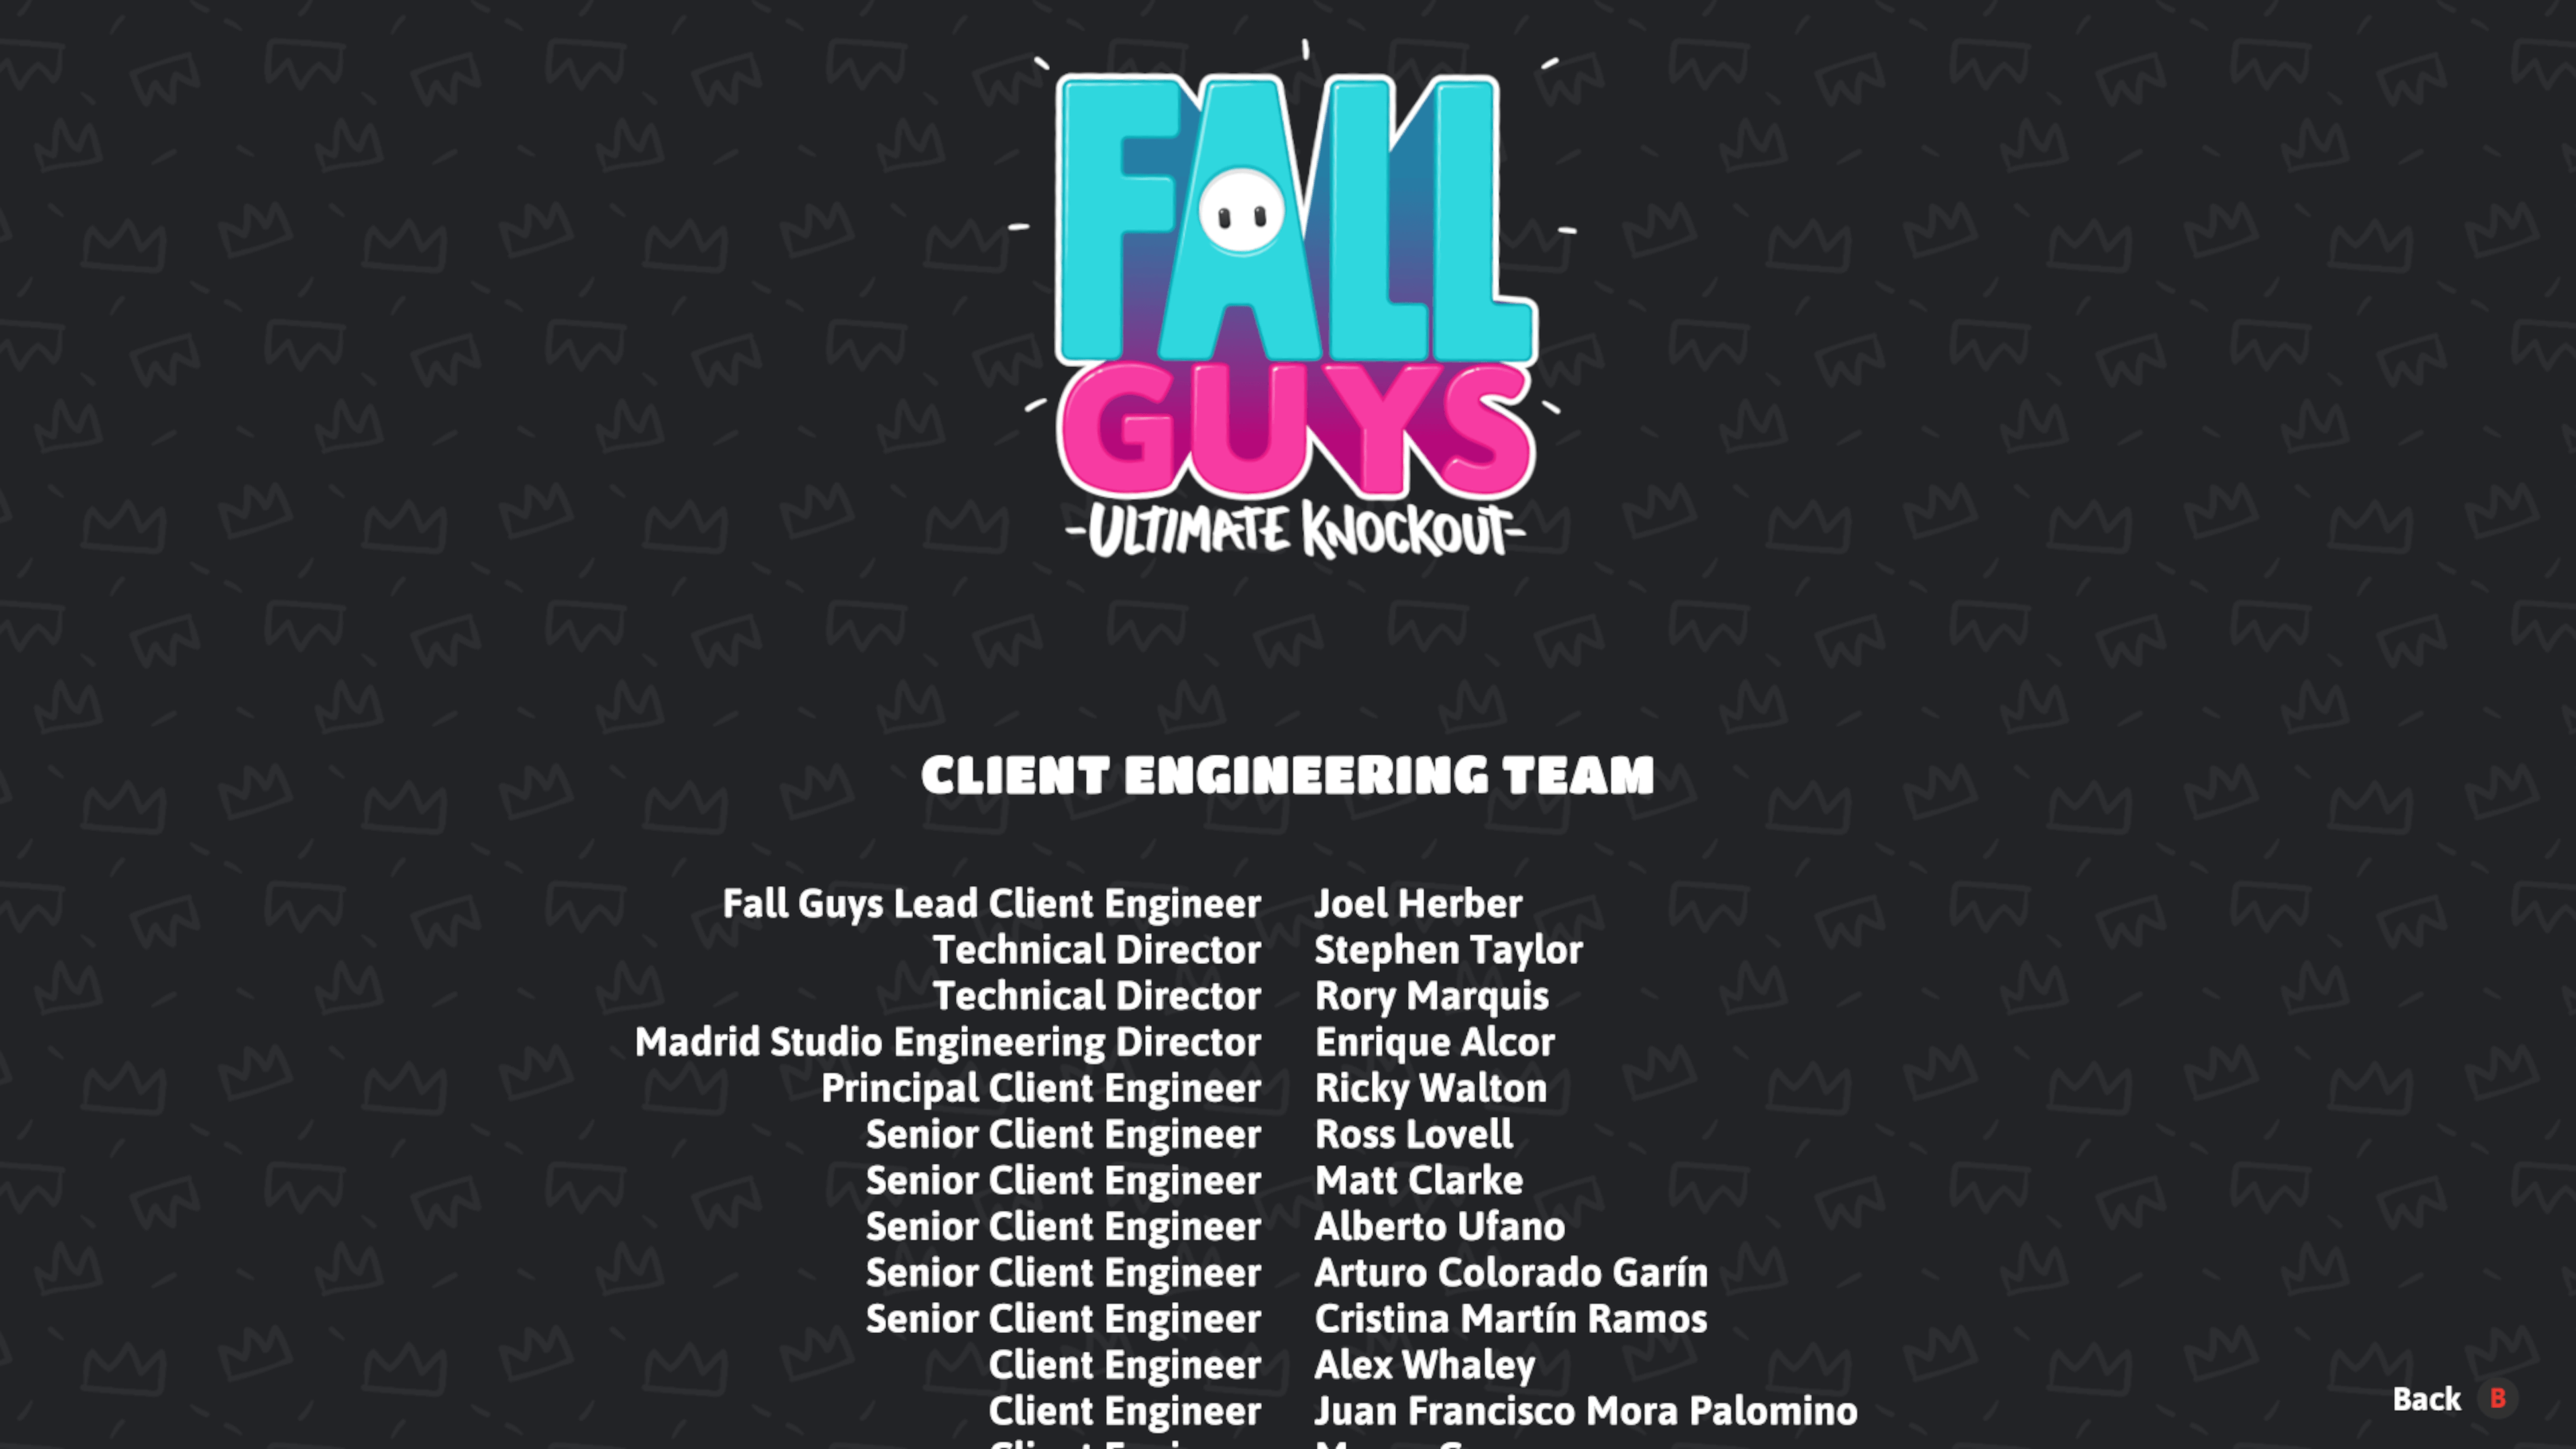 FALL
GUYS
-ULTIMATE KNOCKOUT-
CLIENT ENGINEERING TEAM
Fall Guys Lead Client Engineer Joel Herber
Technical Director Stephen Taylor
Technical Director Rory Marquis
Madrid Studio Engineering Director Enrique Alcor
Principal Client Engineer Ricky Walton
Senior Client Engineer Ross Lovell
Senior Client Engineer Matt Clarke
Senior Client Engineer Alberto Ufano
Senior Client Engineer Arturo Colorado Garín
Senior Client Engineer Cristina Martín Ramos
Client Engineer Alex Whaley
Client Engineer Juan Francisco Mora Palomino
Back B